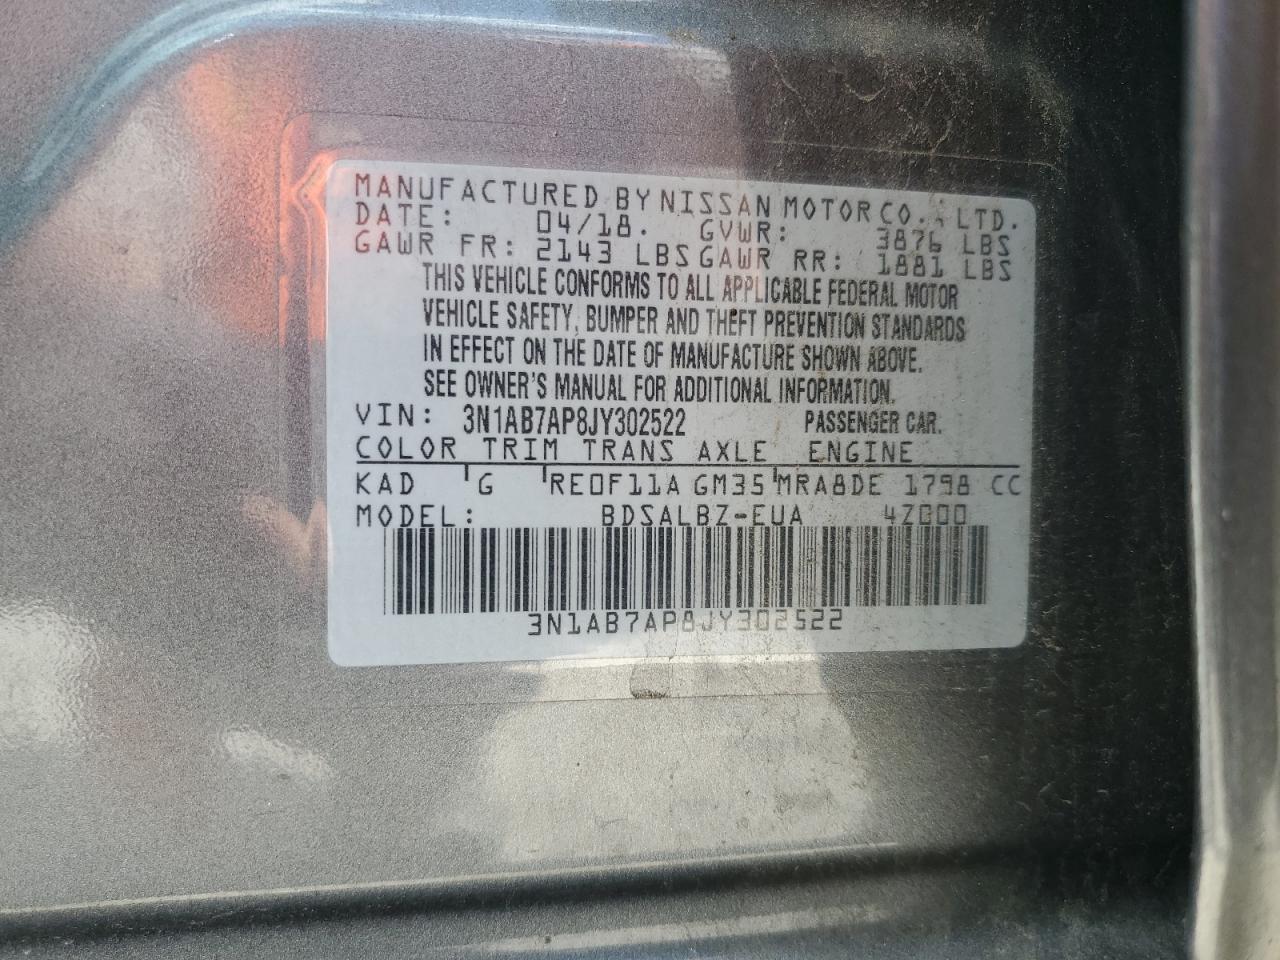 MANUFACTURED BY NISSAN MOTOR CO., LTD.
DATE: 04/18. GVWR: 3876 LBS
GAWR FR: 2143 LBS GAWR RR: 1881 LBS
THIS VEHICLE CONFORMS TO ALL APPLICABLE FEDERAL MOTOR
VEHICLE SAFETY, BUMPER AND THEFT PREVENTION STANDARDS
IN EFFECT ON THE DATE OF MANUFACTURE SHOWN ABOVE.
SEE OWNER'S MANUAL FOR ADDITIONAL INFORMATION.
VIN: 3N1AB7AP8JY302522 PASSENGER CAR.
COLOR TRIM TRANS AXLE ENGINE
KAD G RE0F11A GM35 MRA8DE 1798 CC
MODEL: BDSALBZ-EUA 4Z000
3N1AB7AP8JY302522